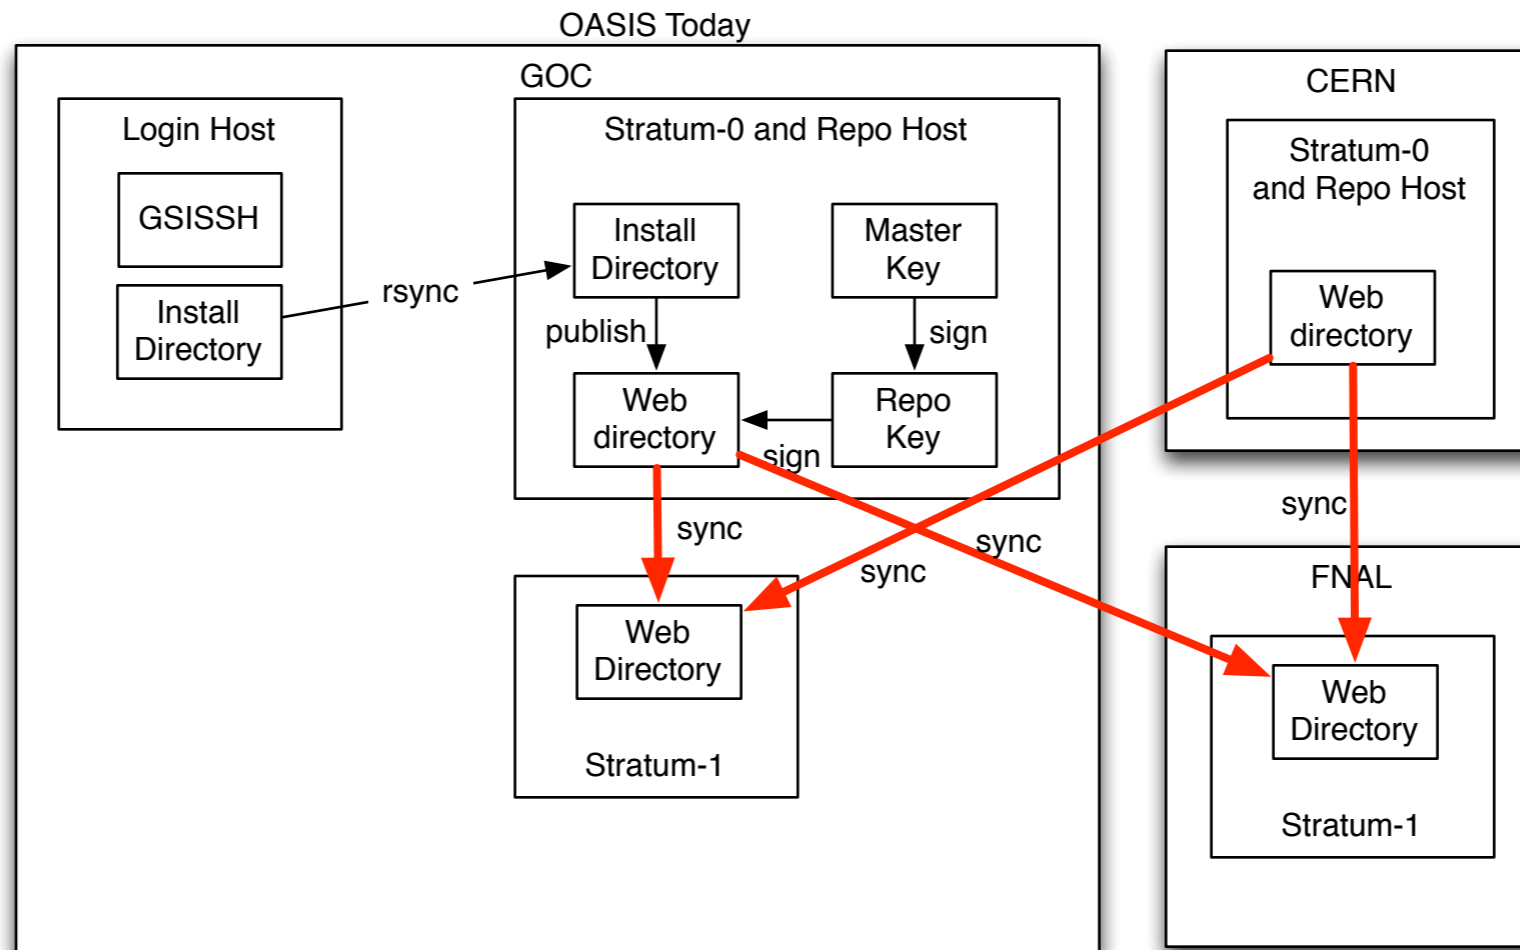 OASIS Today
GOC
Login Host
GSISSH
Install
Directory
rsync
Stratum-0 and Repo Host
Install
Directory
Master
Key
publish
sign
Web
directory
Repo
Key
sign
sync
sync
sync
Web
Directory
Stratum-1
CERN
Stratum-0
and Repo Host
Web
directory
sync
FNAL
Web
Directory
Stratum-1